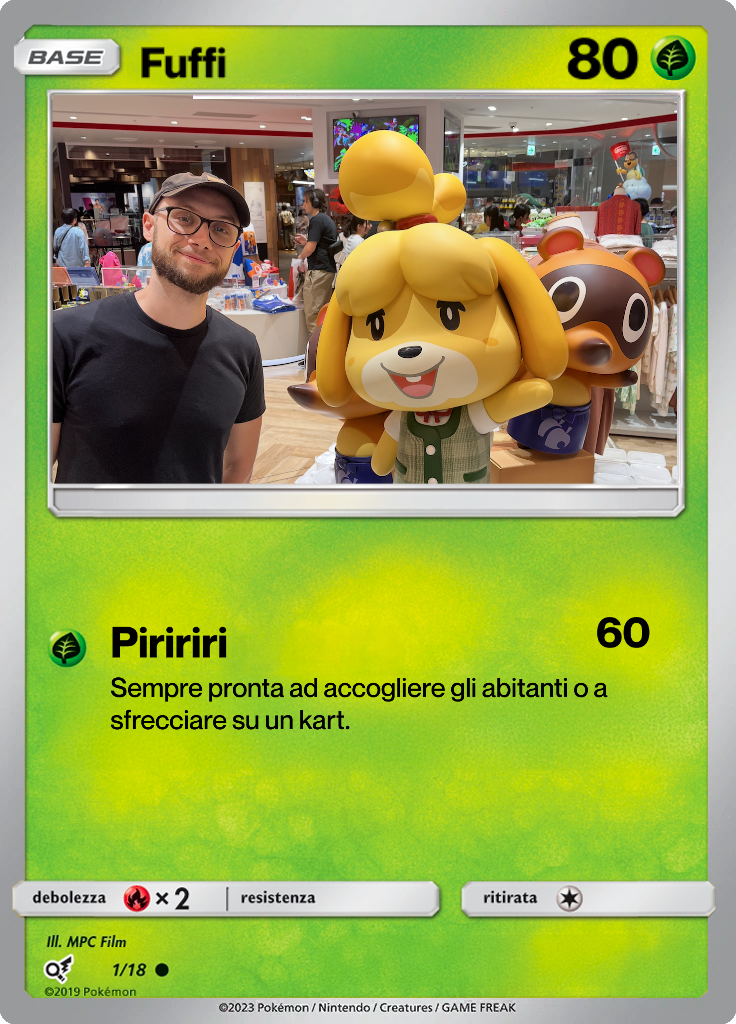 BASE Fuffi 80
Piririri 60
Sempre pronta ad accogliere gli abitanti o a
sfrecciare su un kart.
debolezza × 2 resistenza ritirata
Ill. MPC Film
1/18
©2019 Pokémon
©2023 Pokémon / Nintendo / Creatures / GAME FREAK